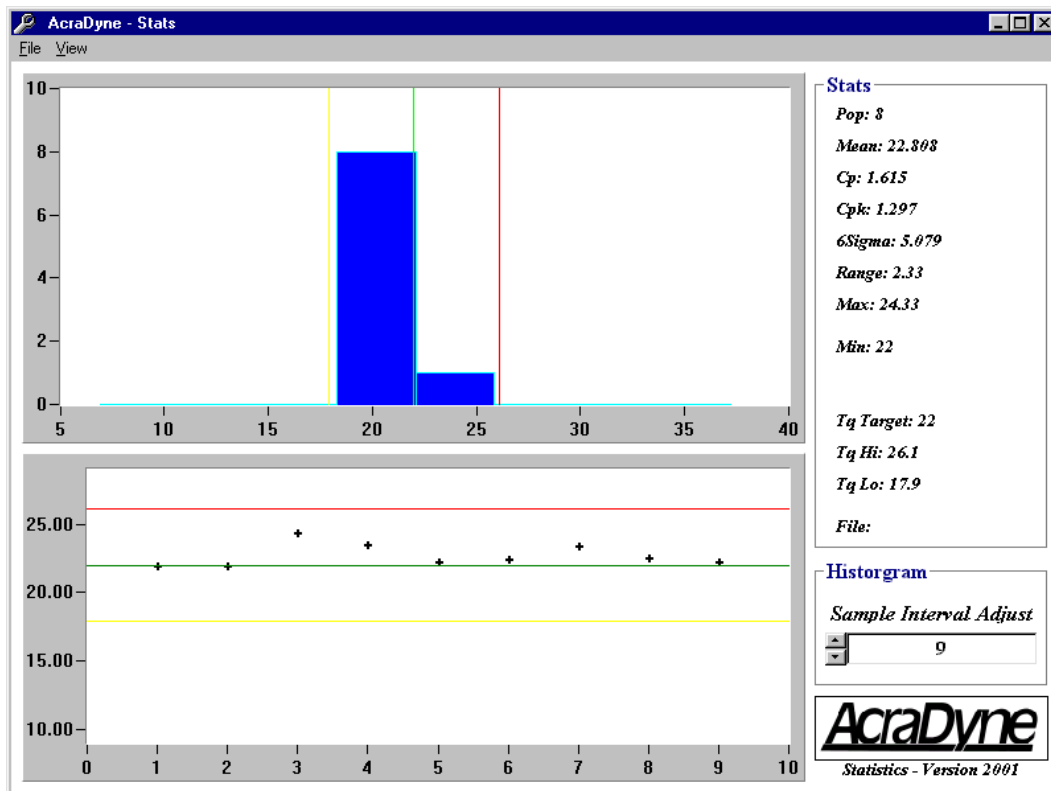 AcraDyne - Stats
File View
10
8
6
4
2
0
5 10 15 20 25 30 35 40
25.00
20.00
15.00
10.00
0 1 2 3 4 5 6 7 8 9 10
Stats
Pop: 8
Mean: 22.808
Cp: 1.615
Cpk: 1.297
6Sigma: 5.079
Range: 2.33
Max: 24.33
Min: 22
Tq Target: 22
Tq Hi: 26.1
Tq Lo: 17.9
File:
Historgram
Sample Interval Adjust
9
AcraDyne
Statistics - Version 2001